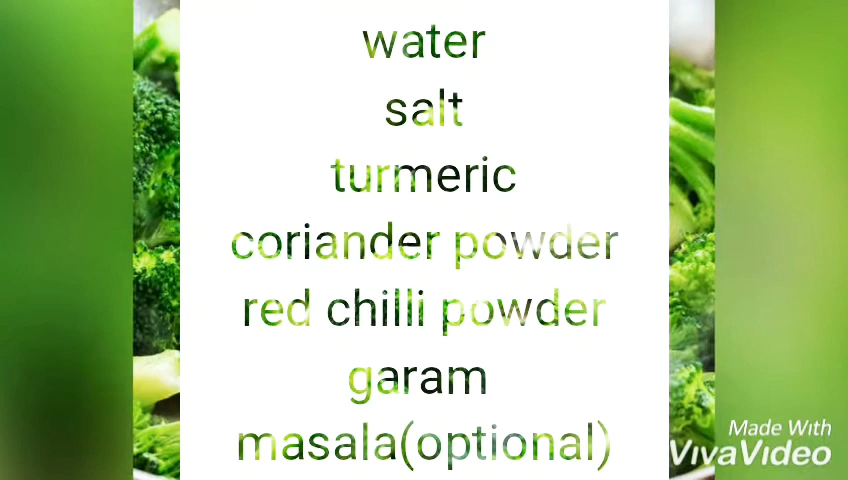 water
salt
turmeric
coriander powder
red chilli powder
garam
masala(optional)
Made With
VivaVideo